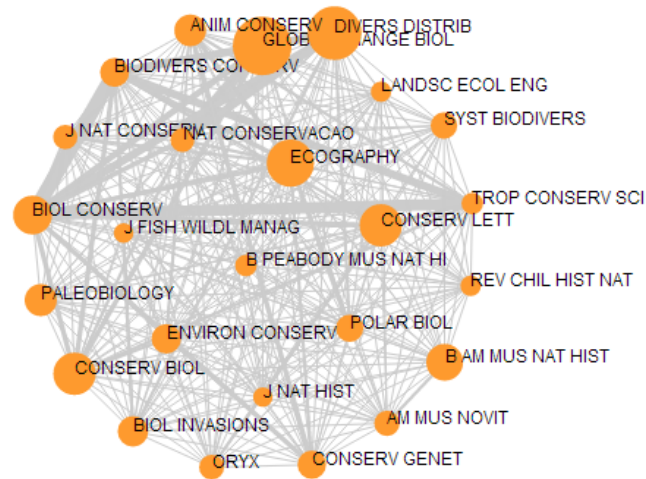 ANIM CONSERV
DIVERS DISTRIB
GLOB CHANGE BIOL
BIODIVERS CONSERV
LANDSC ECOL ENG
SYST BIODIVERS
J NAT CONSERV
NAT CONSERVACAO
ECOGRAPHY
TROP CONSERV SCI
BIOL CONSERV
CONSERV LETT
J FISH WILDL MANAG
B PEABODY MUS NAT HI
REV CHIL HIST NAT
PALEOBIOLOGY
POLAR BIOL
ENVIRON CONSERV
B AM MUS NAT HIST
CONSERV BIOL
J NAT HIST
AM MUS NOVIT
BIOL INVASIONS
ORYX
CONSERV GENET